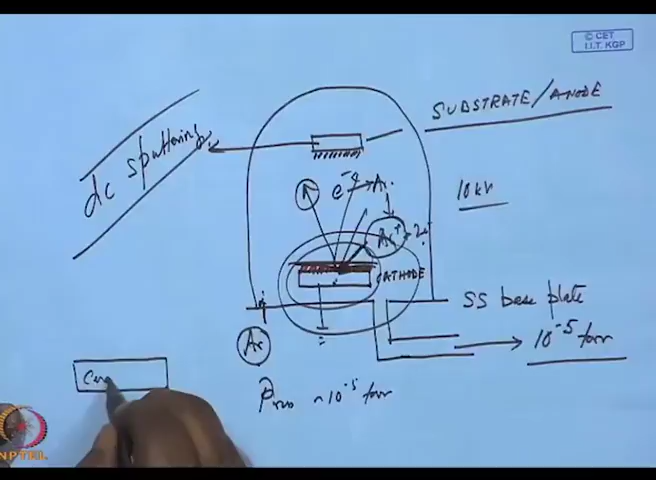 © CET
I.I.T. KGP
SUBSTRATE/ANODE
dc sputtering
e⁻ → Ar
10 kV
A
Ar⁺ + 2e⁻
CATHODE
SS base plate
Ar
10⁻⁵ torr
~10⁻⁵ torr
NPTEL